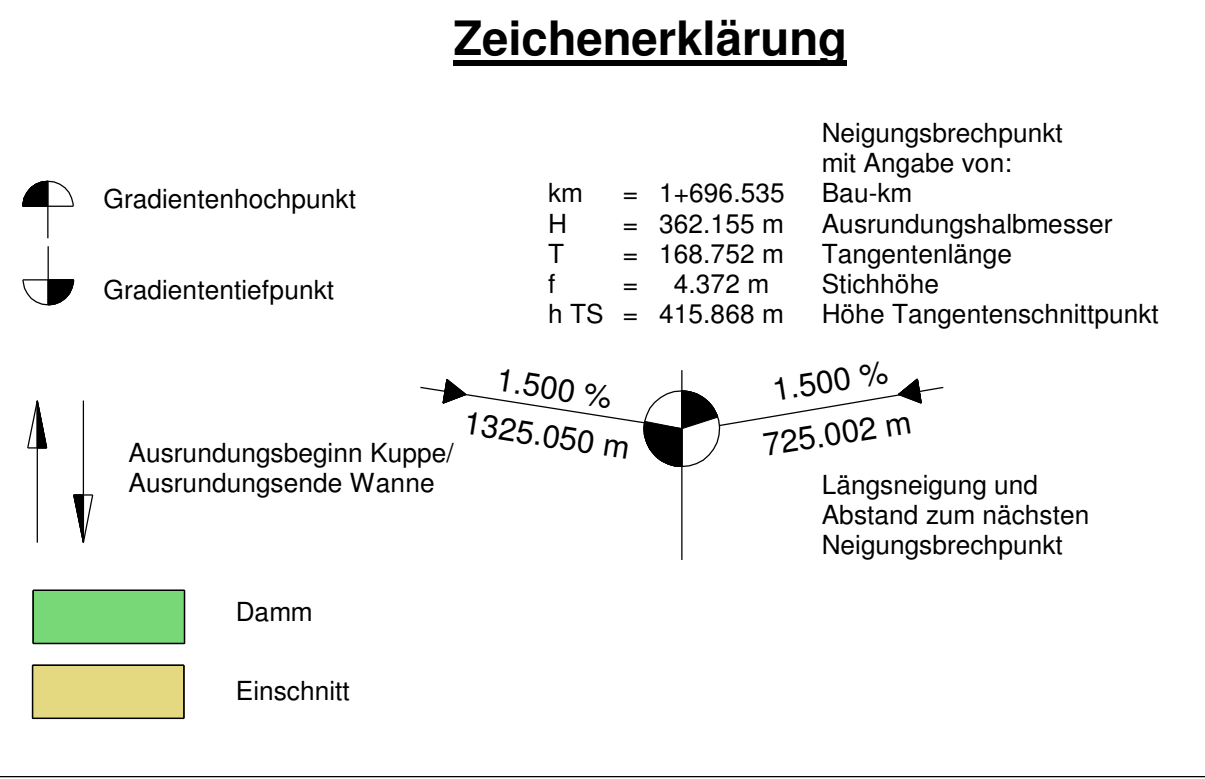 Zeichenerklärung
Gradientenhochpunkt
Gradiententiefpunkt
Neigungsbrechpunkt
mit Angabe von:
km = 1+696.535 Bau-km
H = 362.155 m Ausrundungshalbmesser
T = 168.752 m Tangentenlänge
f = 4.372 m Stichhöhe
h TS = 415.868 m Höhe Tangentenschnittpunkt
1.500 %
1325.050 m
1.500 %
725.002 m
Ausrundungsbeginn Kuppe/
Ausrundungsende Wanne
Längsneigung und
Abstand zum nächsten
Neigungsbrechpunkt
Damm
Einschnitt